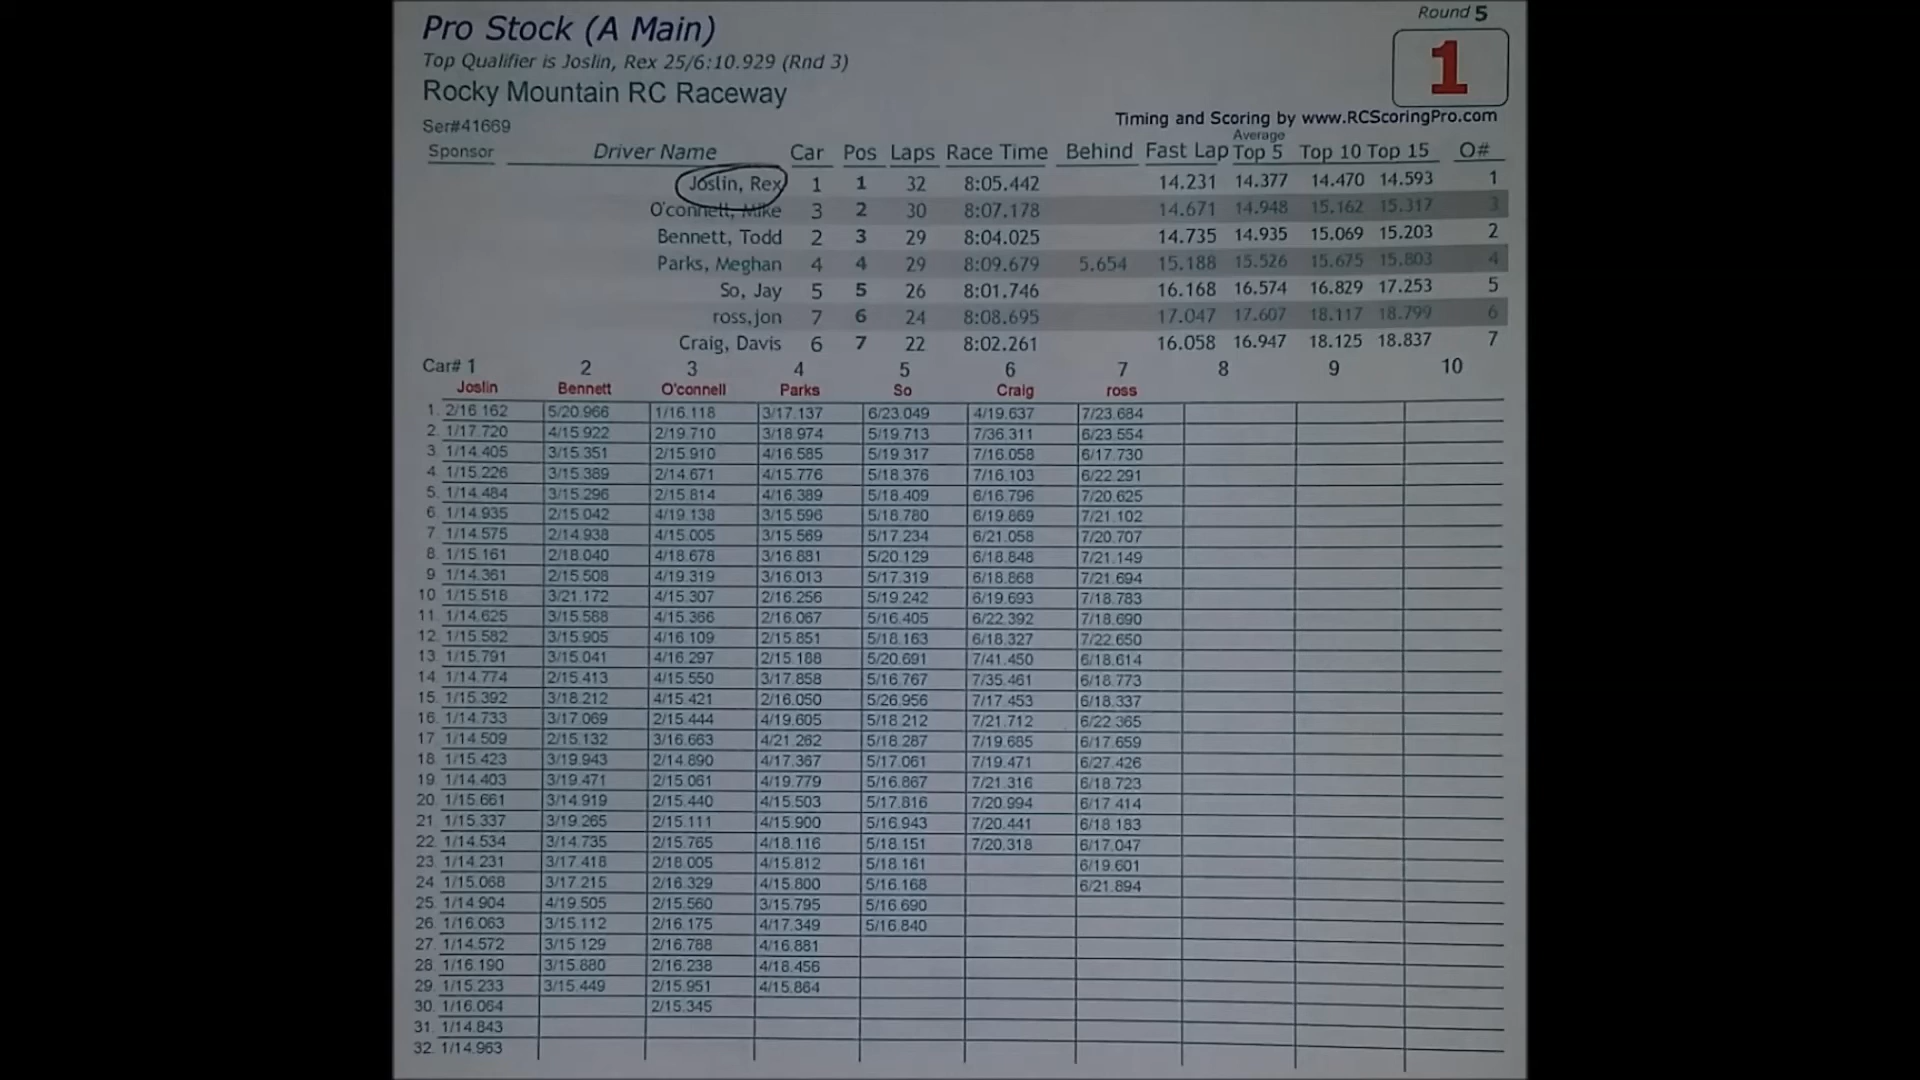 Round 5
Pro Stock (A Main)
1
Top Qualifier is Joslin, Rex 25/6:10.929 (Rnd 3)
Rocky Mountain RC Raceway
Timing and Scoring by www.RCScoringPro.com
Ser#41669
Average
Sponsor Driver Name Car Pos Laps Race Time Behind Fast Lap Top 5 Top 10 Top 15 O#
Joslin, Rex 1 1 32 8:05.442 14.231 14.377 14.470 14.593 1
O'connell, Mike 3 2 30 8:07.178 14.671 14.948 15.162 15.317 3
Bennett, Todd 2 3 29 8:04.025 14.735 14.935 15.069 15.203 2
Parks, Meghan 4 4 29 8:09.679 5.654 15.188 15.526 15.675 15.803 4
So, Jay 5 5 26 8:01.746 16.168 16.574 16.829 17.253 5
ross,jon 7 6 24 8:08.695 17.047 17.607 18.117 18.799 6
Craig, Davis 6 7 22 8:02.261 16.058 16.947 18.125 18.837 7
Car# 1 2 3 4 5 6 7 8 9 10
Joslin Bennett O'connell Parks So Craig ross
1. 2/16.162 5/20.966 1/16.118 3/17.137 6/23.049 4/19.637 7/23.684
2. 1/17.720 4/15.922 2/19.710 3/18.974 5/19.713 7/36.311 6/23.554
3. 1/14.405 3/15.351 2/15.910 4/16.585 5/19.317 7/16.058 6/17.730
4. 1/15.226 3/15.389 2/14.671 4/15.776 5/18.376 7/16.103 6/22.291
5. 1/14.484 3/15.296 2/15.814 4/16.389 5/18.409 6/16.796 7/20.625
6. 1/14.935 2/15.042 4/19.138 3/15.596 5/18.780 6/19.869 7/21.102
7. 1/14.575 2/14.938 4/15.005 3/15.569 5/17.234 6/21.058 7/20.707
8. 1/15.161 2/18.040 4/18.678 3/16.881 5/20.129 6/18.848 7/21.149
9 1/14.361 2/15.508 4/19.319 3/16.013 5/17.319 6/18.868 7/21.694
10 1/15.518 3/21.172 4/15.307 2/16.256 5/19.242 6/19.693 7/18.783
11. 1/14.625 3/15.588 4/15.366 2/16.067 5/16.405 6/22.392 7/18.690
12. 1/15.582 3/15.905 4/16.109 2/15.851 5/18.163 6/18.327 7/22.650
13. 1/15.791 3/15.041 4/16.297 2/15.188 5/20.691 7/41.450 6/18.614
14. 1/14.774 2/15.413 4/15.550 3/17.858 5/16.767 7/35.461 6/18.773
15. 1/15.392 3/18.212 4/15.421 2/16.050 5/26.956 7/17.453 6/18.337
16. 1/14.733 3/17.069 2/15.444 4/19.605 5/18.212 7/21.712 6/22.365
17. 1/14.509 2/15.132 3/16.663 4/21.262 5/18.287 7/19.685 6/17.659
18. 1/15.423 3/19.943 2/14.890 4/17.367 5/17.061 7/19.471 6/27.426
19. 1/14.403 3/19.471 2/15.061 4/19.779 5/16.867 7/21.316 6/18.723
20. 1/15.661 3/14.919 2/15.440 4/15.503 5/17.816 7/20.994 6/17.414
21. 1/15.337 3/19.265 2/15.111 4/15.900 5/16.943 7/20.441 6/18.183
22. 1/14.534 3/14.735 2/15.765 4/18.116 5/18.151 7/20.318 6/17.047
23. 1/14.231 3/17.418 2/18.005 4/15.812 5/18.161 6/19.601
24 1/15.068 3/17.215 2/16.329 4/15.800 5/16.168 6/21.894
25. 1/14.904 4/19.505 2/15.560 3/15.795 5/16.690
26. 1/16.063 3/15.112 2/16.175 4/17.349 5/16.840
27. 1/14.572 3/15.129 2/16.788 4/16.881
28. 1/16.190 3/15.880 2/16.238 4/18.456
29. 1/15.233 3/15.449 2/15.951 4/15.864
30. 1/16.064 2/15.345
31. 1/14.843
32. 1/14.963